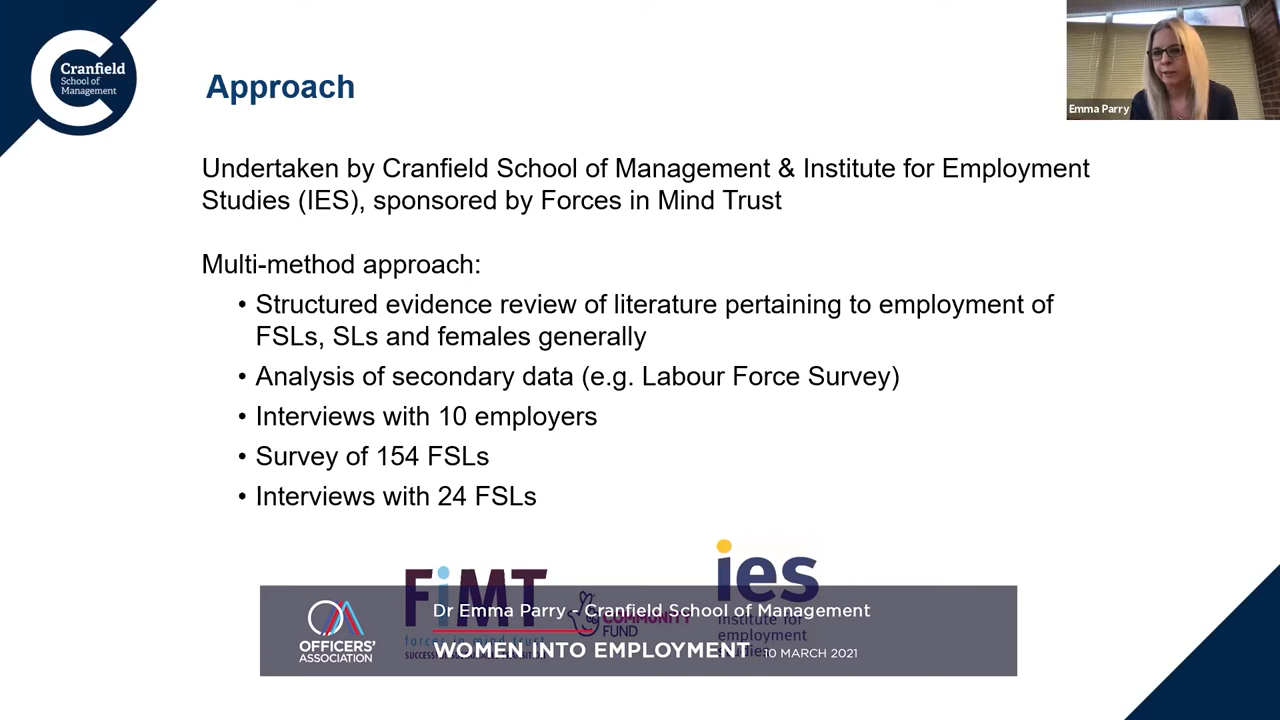 Cranfield
School of
Management
Approach
Emma Parry
Undertaken by Cranfield School of Management & Institute for Employment
Studies (IES), sponsored by Forces in Mind Trust
Multi-method approach:
• Structured evidence review of literature pertaining to employment of
FSLs, SLs and females generally
• Analysis of secondary data (e.g. Labour Force Survey)
• Interviews with 10 employers
• Survey of 154 FSLs
• Interviews with 24 FSLs
FiMT
ies
Dr Emma Parry - Cranfield School of Management
COMMUNITY
FUND
institute for
employment
forces in mind trust
OFFICERS'
ASSOCIATION
WOMEN INTO EMPLOYMENT 10 MARCH 2021